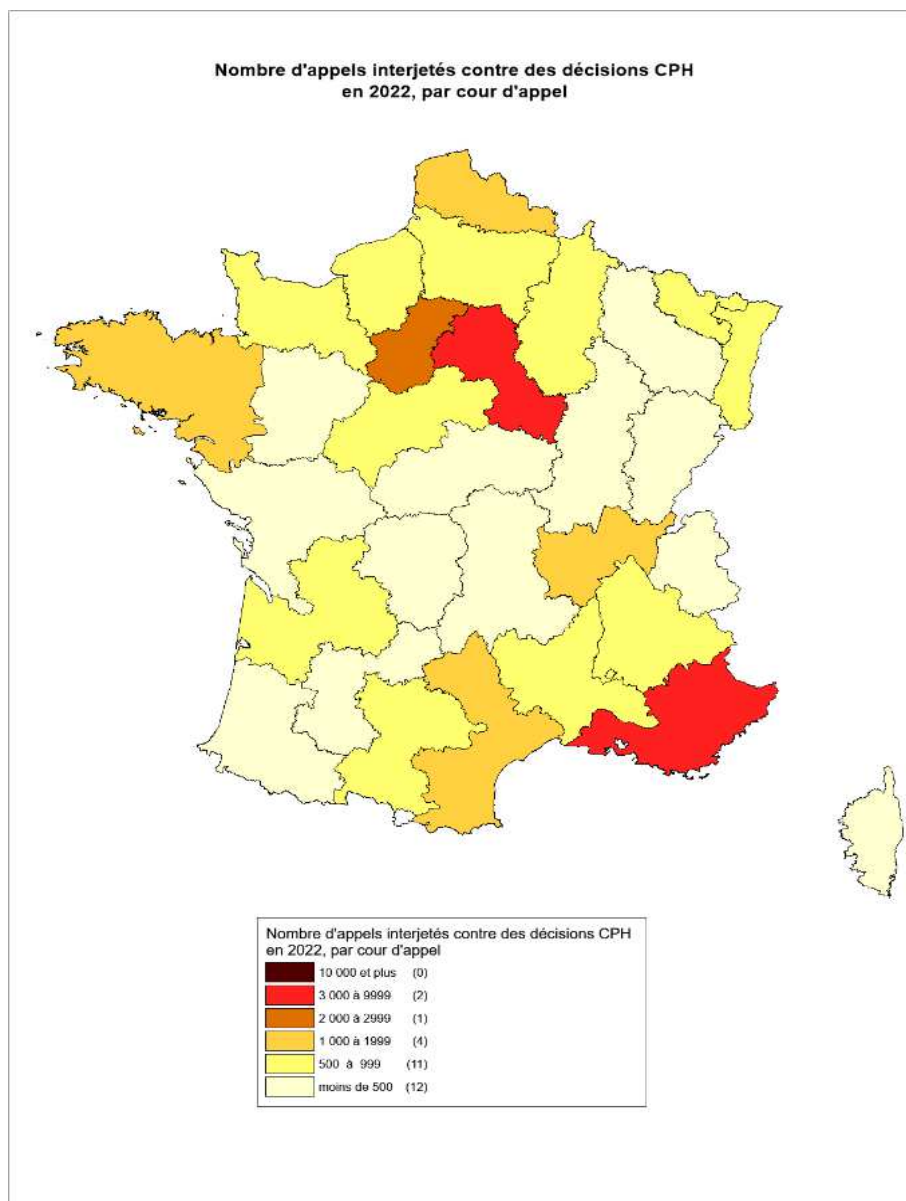 Nombre d'appels interjetés contre des décisions CPH
en 2022, par cour d'appel
Nombre d'appels interjetés contre des décisions CPH
en 2022, par cour d'appel
10 000 et plus (0)
3 000 à 9999 (2)
2 000 à 2999 (1)
1 000 à 1999 (4)
500 à 999 (11)
moins de 500 (12)